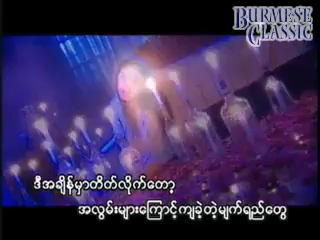 BURMESE
CLASSIC
ဒီအချိန်မှာတိတ်လိုက်တော့
အလွမ်းများကြောင့်ကျခဲ့တဲ့မျက်ရည်တွေ